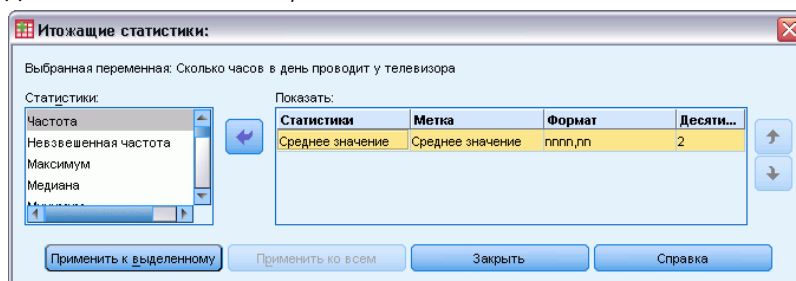 Итожащие статистики:
Выбранная переменная: Сколько часов в день проводит у телевизора
Статистики:
Показать:
Частота
Невзвешенная частота
Максимум
Медиана
Статистики Метка Формат Десяти...
Среднее значение Среднее значение nnnn,nn 2
Применить к выделенному Применить ко всем Закрыть Справка